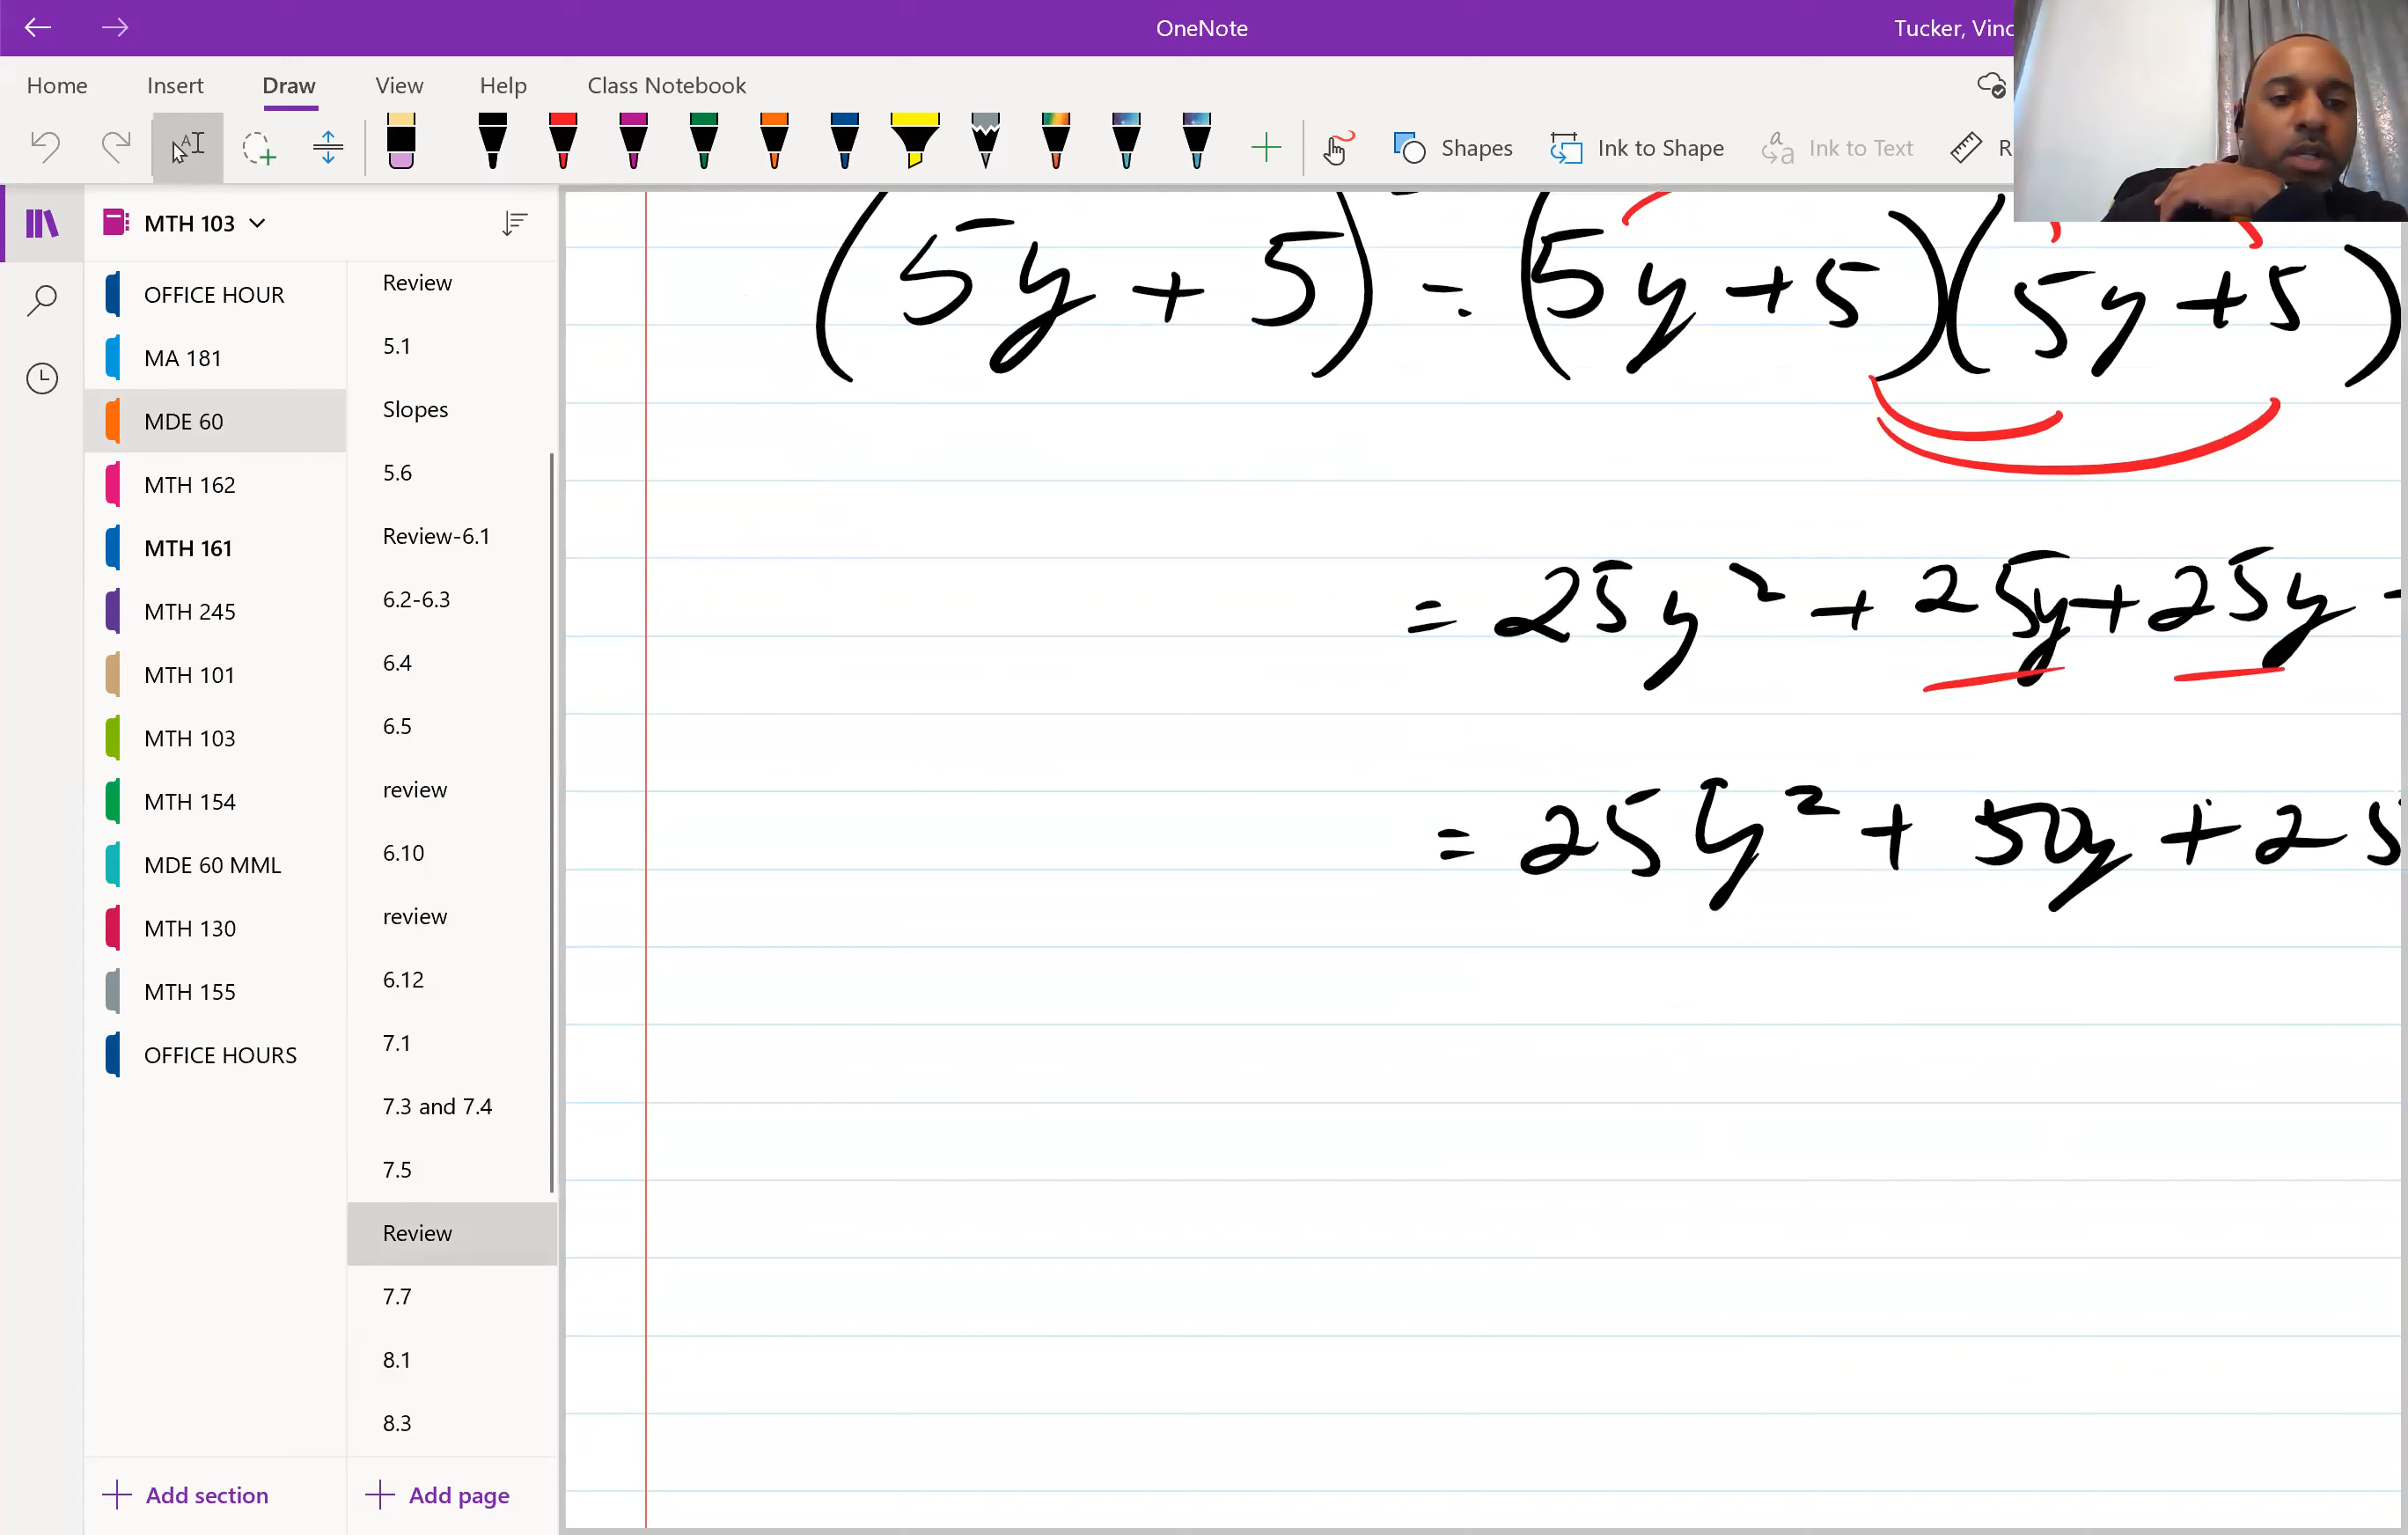 OneNote
Tucker, Vinc
Home Insert Draw View Help Class Notebook
Shapes Ink to Shape Ink to Text R
MTH 103
OFFICE HOUR
MA 181
MDE 60
MTH 162
MTH 161
MTH 245
MTH 101
MTH 103
MTH 154
MDE 60 MML
MTH 130
MTH 155
OFFICE HOURS
Add section
Review
5.1
Slopes
5.6
Review-6.1
6.2-6.3
6.4
6.5
review
6.10
review
6.12
7.1
7.3 and 7.4
7.5
Review
7.7
8.1
8.3
Add page
(5y + 5) = (5y + 5)(5y + 5)
= 25y² + 25y + 25y
= 25y² + 50y + 25